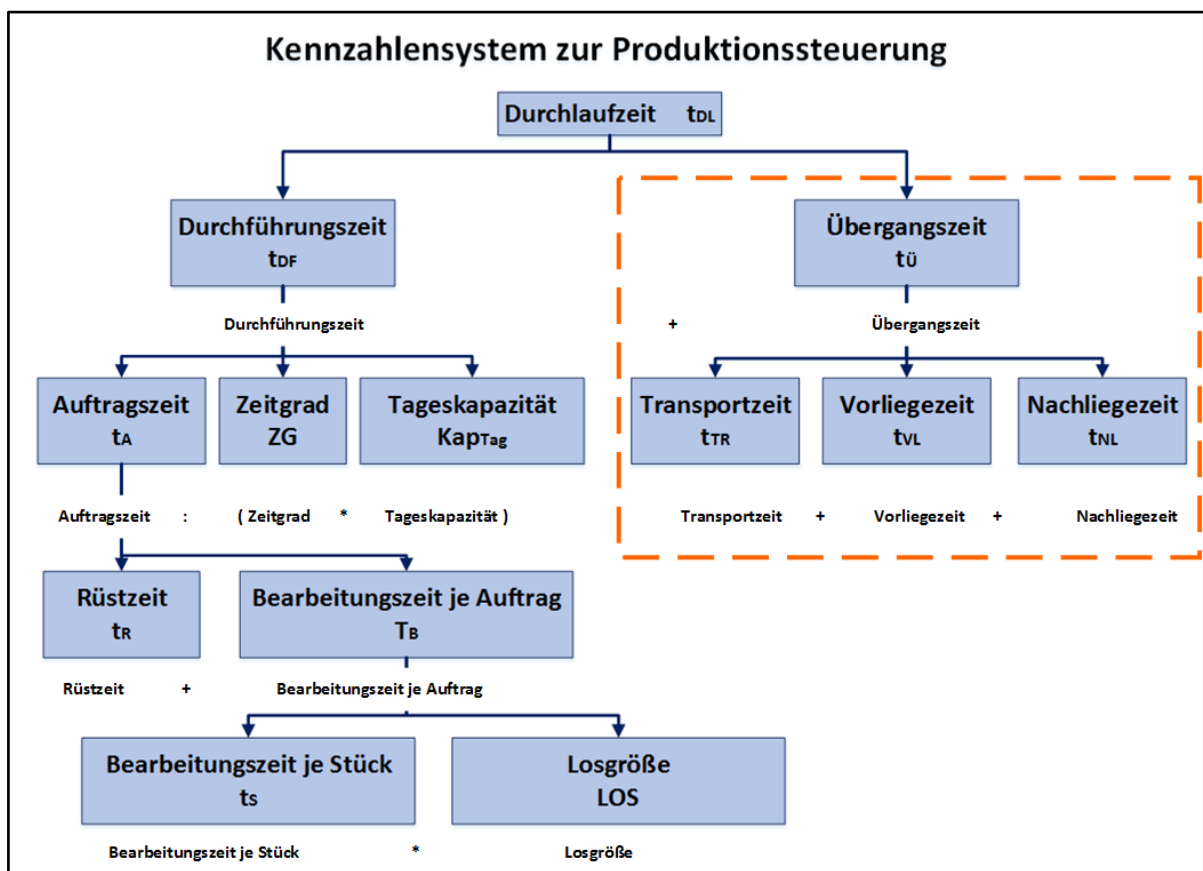 Kennzahlensystem zur Produktionssteuerung
Durchlaufzeit tDL
Durchführungszeit
tDF
Übergangszeit
tÜ
Durchführungszeit + Übergangszeit
Auftragszeit
tA
Zeitgrad
ZG
Tageskapazität
KapTag
Transportzeit
tTR
Vorliegezeit
tVL
Nachliegezeit
tNL
Auftragszeit : ( Zeitgrad * Tageskapazität )
Transportzeit + Vorliegezeit + Nachliegezeit
Rüstzeit
tR
Bearbeitungszeit je Auftrag
TB
Rüstzeit + Bearbeitungszeit je Auftrag
Bearbeitungszeit je Stück
tS
Losgröße
LOS
Bearbeitungszeit je Stück * Losgröße